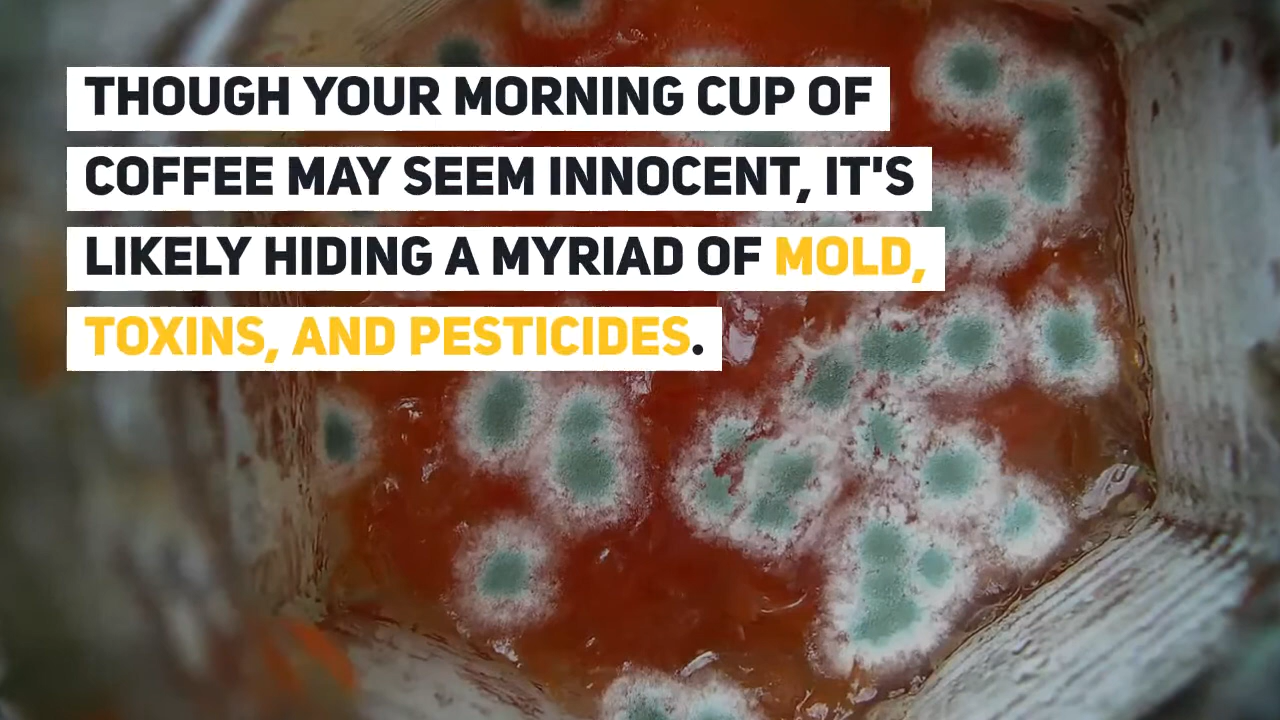 THOUGH YOUR MORNING CUP OF
COFFEE MAY SEEM INNOCENT, IT'S
LIKELY HIDING A MYRIAD OF MOLD,
TOXINS, AND PESTICIDES.